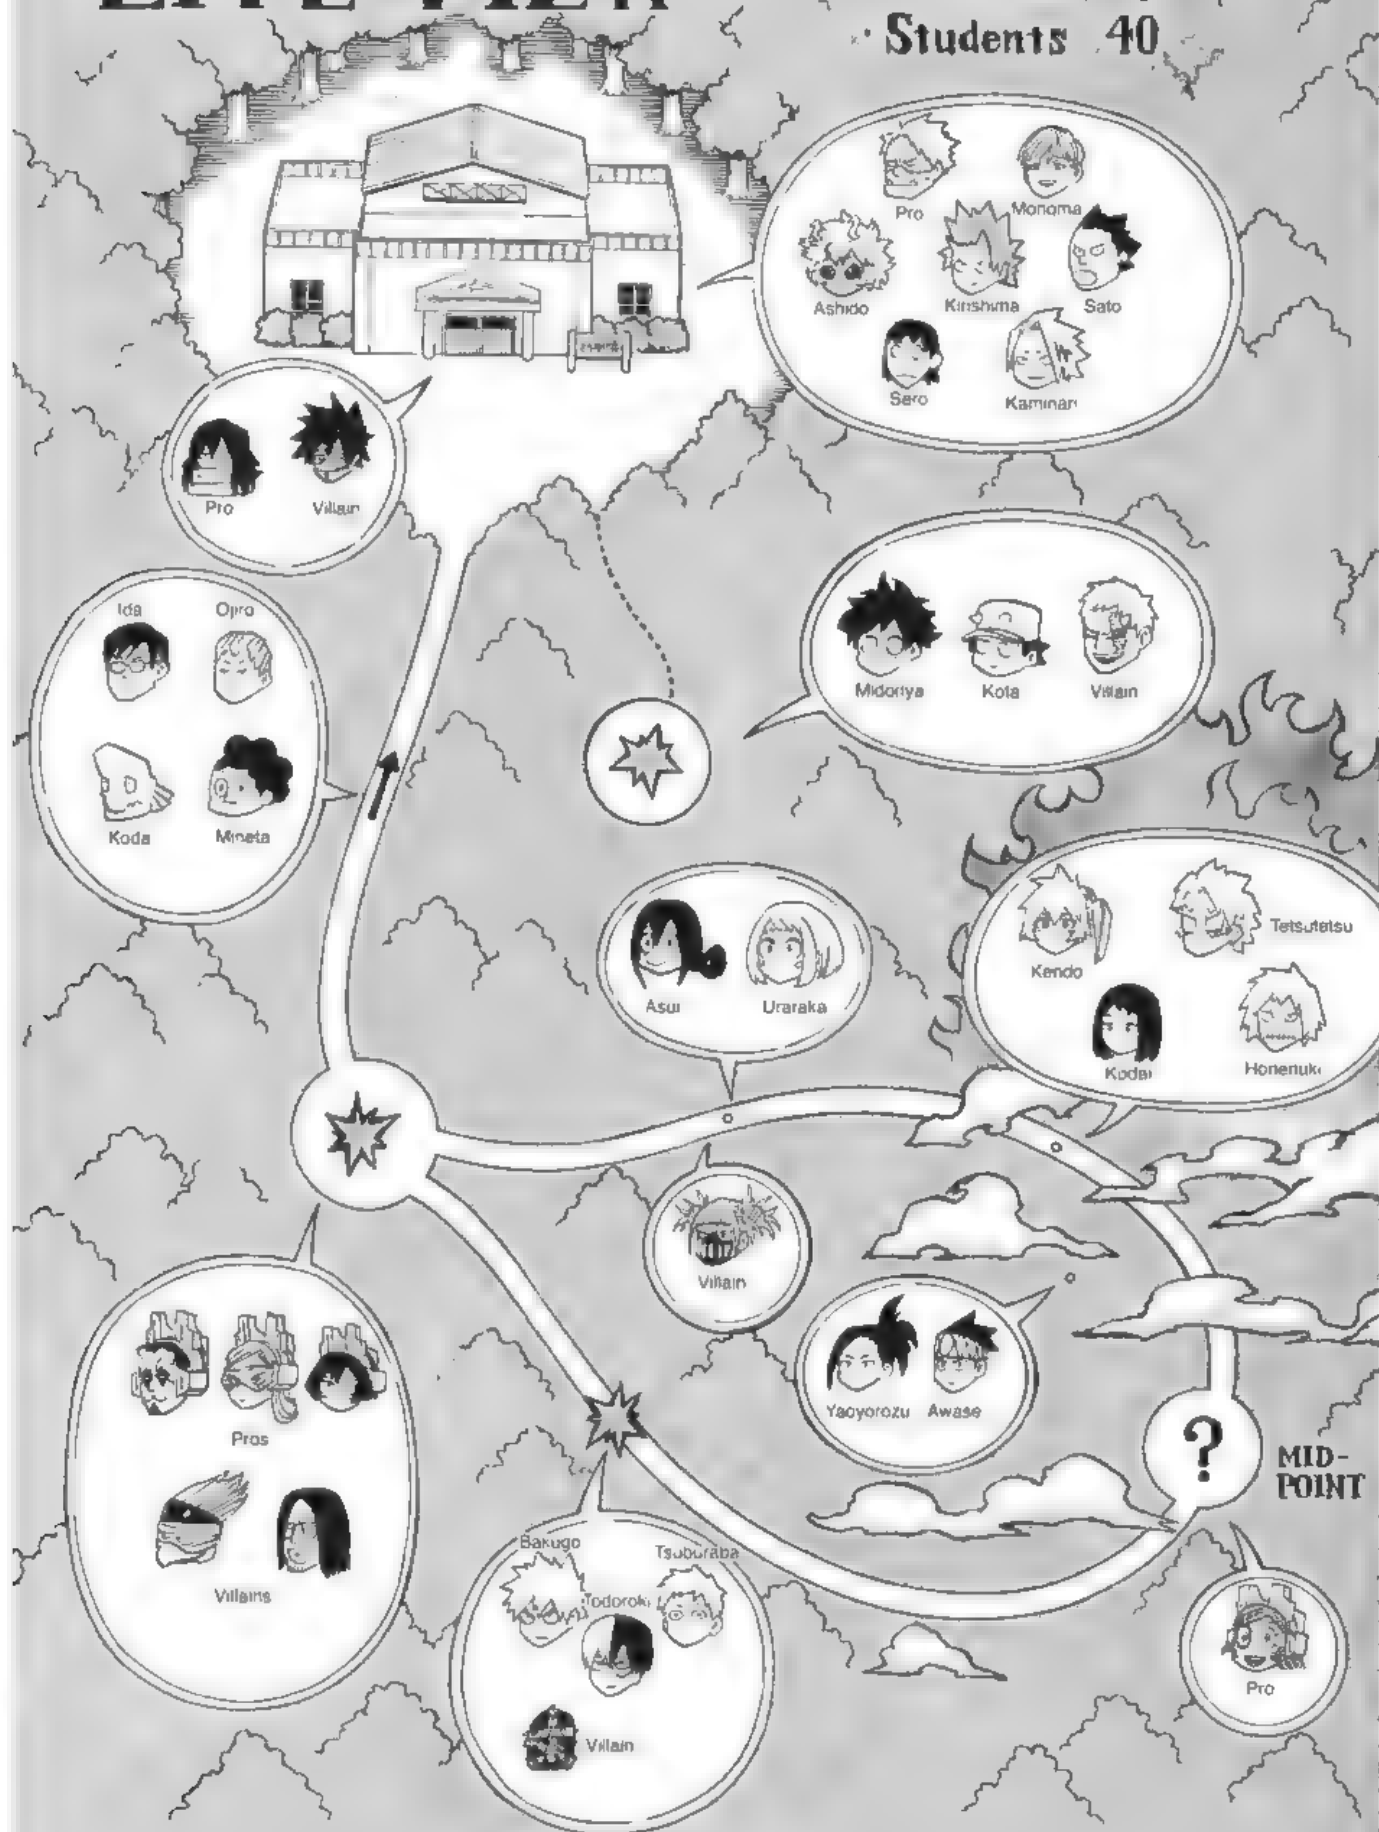 Students 40
Pro
Monoma
Ashido
Kirishima
Sato
Sero
Kaminari
Pro
Villain
Ida
Ojiro
Koda
Mineta
Midoriya
Kota
Villain
Kendo
Tetsutetsu
Kodai
Honenuki
Asui
Uraraka
Villain
Yaoyorozu
Awase
?
MID-
POINT
Pros
Villains
Bakugo
Tsuburaba
Todoroki
Villain
Pro